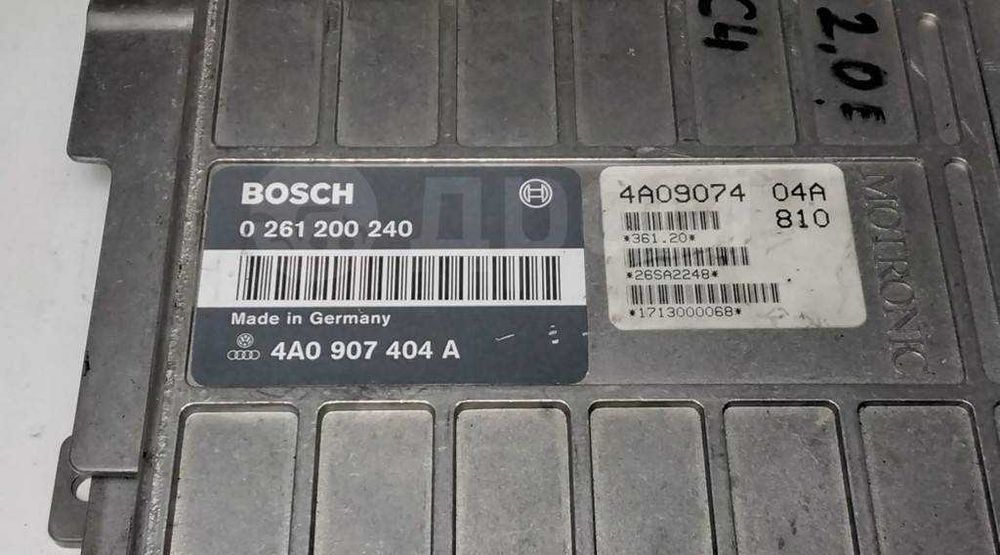 C4
2.0E
BOSCH
0 261 200 240
Made in Germany
4A0 907 404 A
4A09074 04A
810
*361.20*
*26SA2248*
*1713000068*
MOTRONIC